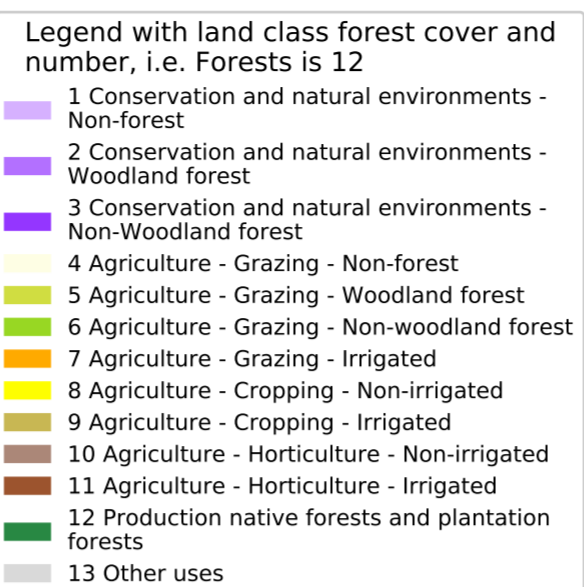 Legend with land class forest cover and
number, i.e. Forests is 12
1 Conservation and natural environments -
Non-forest
2 Conservation and natural environments -
Woodland forest
3 Conservation and natural environments -
Non-Woodland forest
4 Agriculture - Grazing - Non-forest
5 Agriculture - Grazing - Woodland forest
6 Agriculture - Grazing - Non-woodland forest
7 Agriculture - Grazing - Irrigated
8 Agriculture - Cropping - Non-irrigated
9 Agriculture - Cropping - Irrigated
10 Agriculture - Horticulture - Non-irrigated
11 Agriculture - Horticulture - Irrigated
12 Production native forests and plantation
forests
13 Other uses